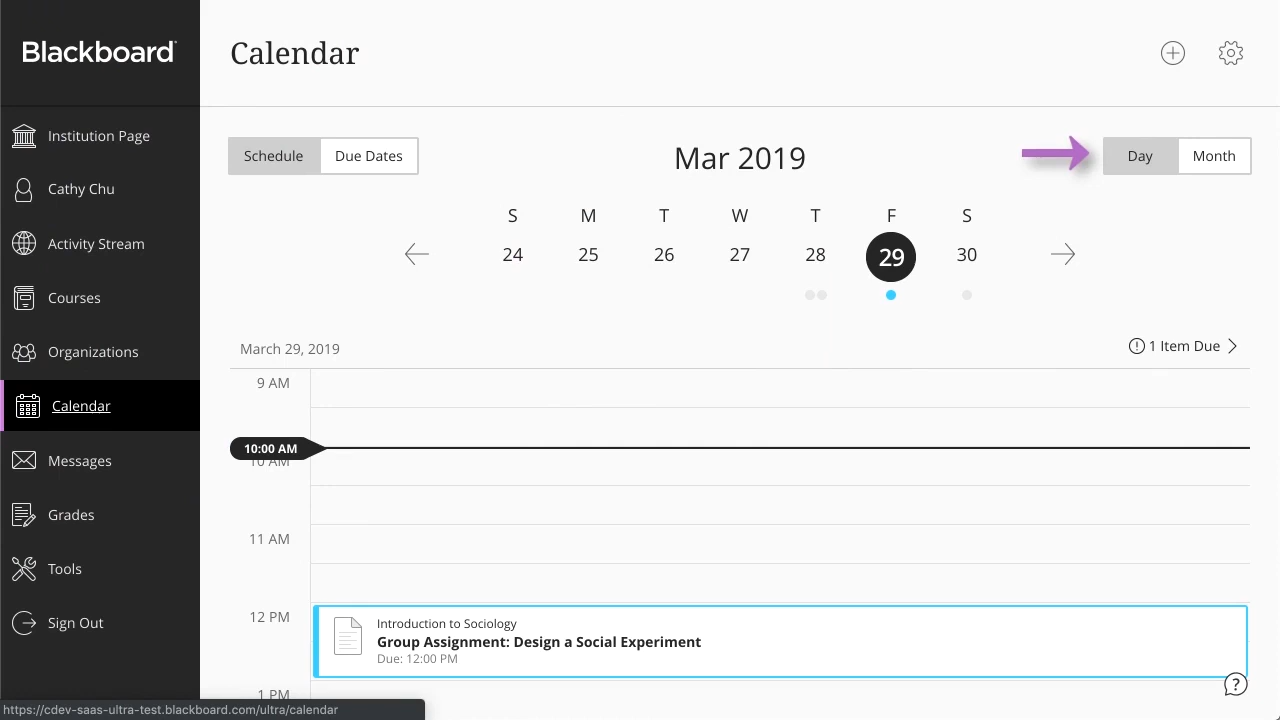 Blackboard
Institution Page
Cathy Chu
Activity Stream
Courses
Organizations
Calendar
Messages
Grades
Tools
Sign Out
Calendar
Schedule Due Dates
Mar 2019
Day Month
S M T W T F S
24 25 26 27 28 29 30
March 29, 2019
1 Item Due
9 AM
10:00 AM
10 AM
11 AM
12 PM
Introduction to Sociology
Group Assignment: Design a Social Experiment
Due: 12:00 PM
1 PM
?
https://cdev-saas-ultra-test.blackboard.com/ultra/calendar